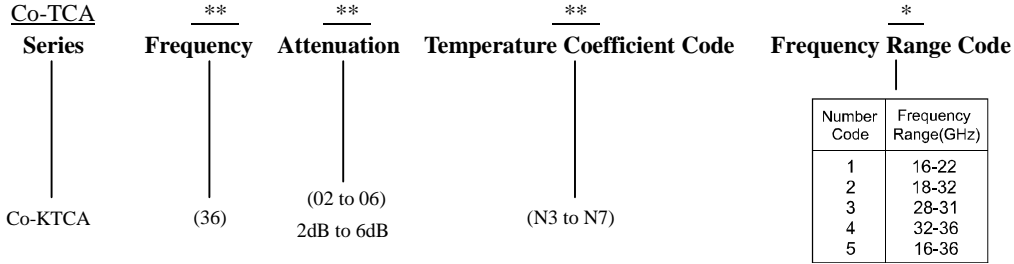 Co-TCA ** ** ** *
Series Frequency Attenuation Temperature Coefficient Code Frequency Range Code
Number Code Frequency Range(GHz)
1 16-22
2 18-32
3 28-31
4 32-36
5 16-36
Co-KTCA (36) (02 to 06) (N3 to N7)
2dB to 6dB